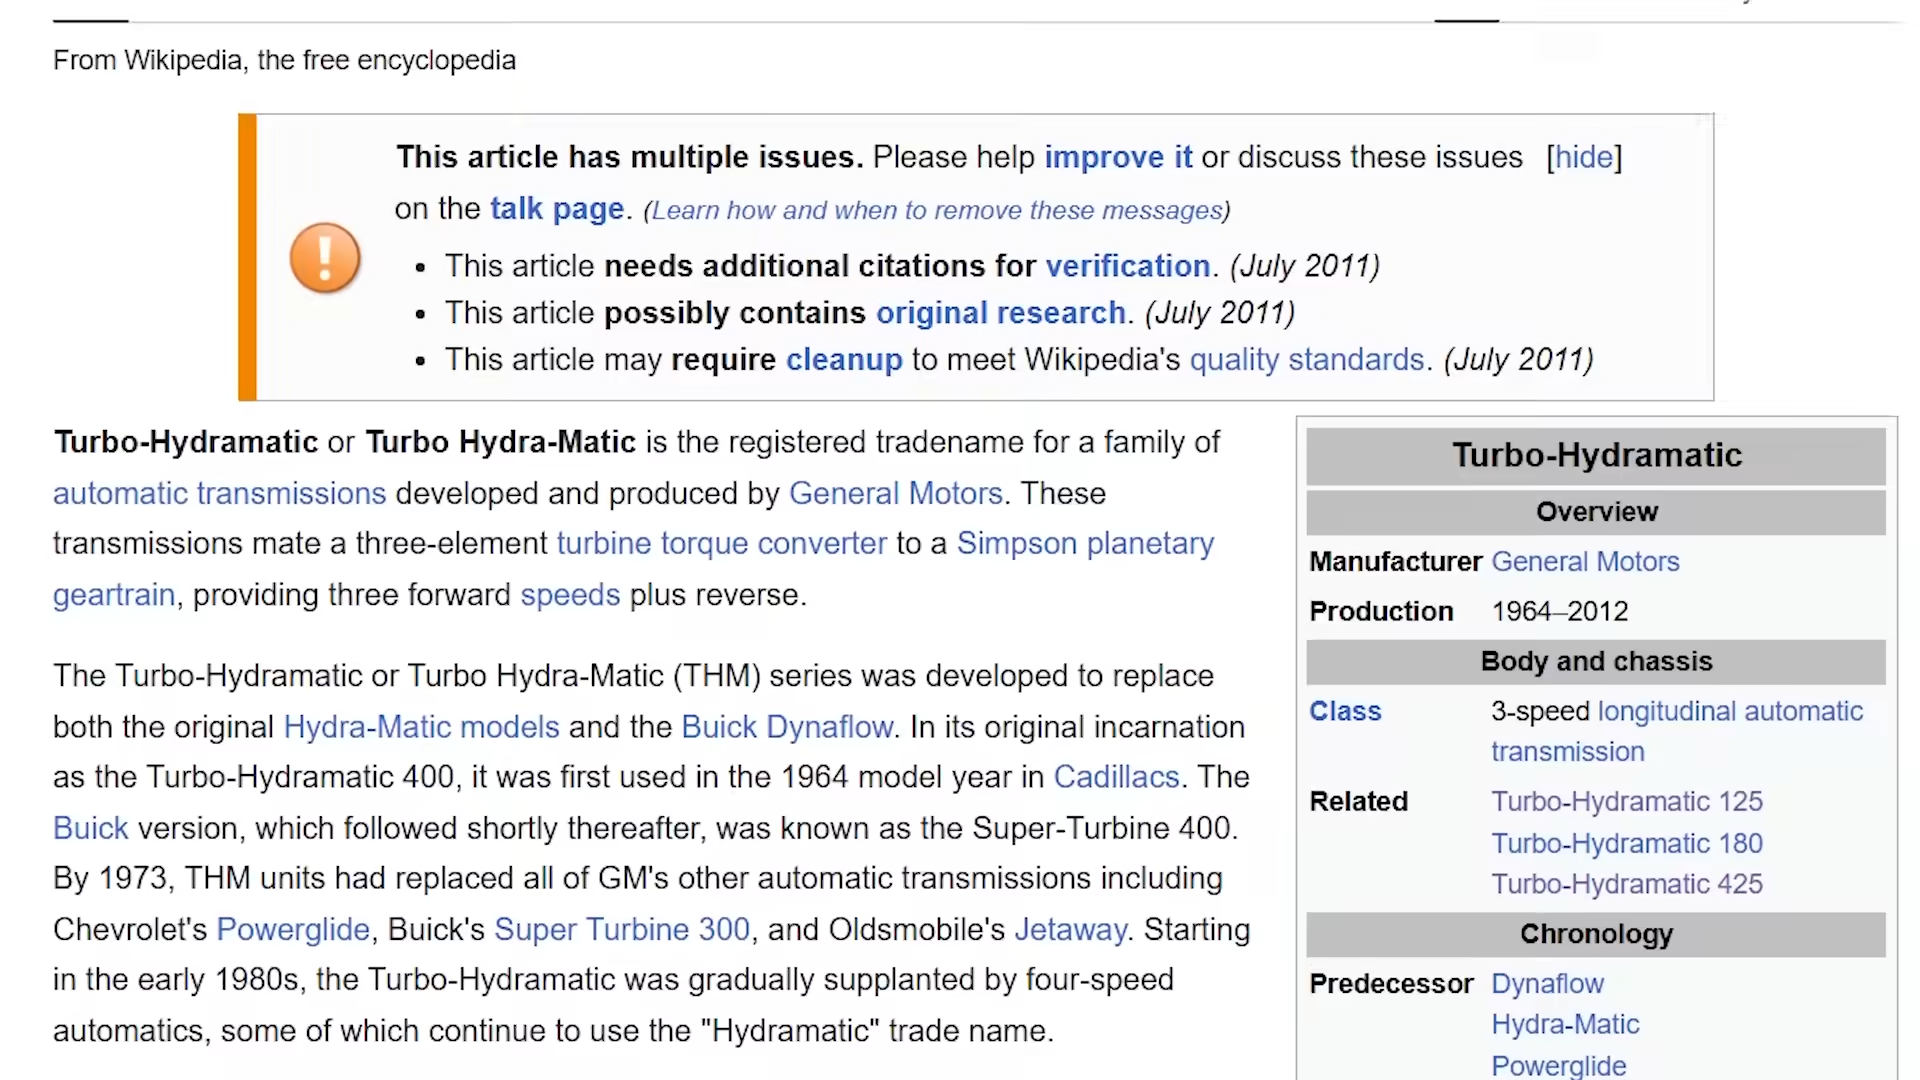 From Wikipedia, the free encyclopedia
This article has multiple issues. Please help improve it or discuss these issues [hide]
on the talk page. (Learn how and when to remove these messages)
• This article needs additional citations for verification. (July 2011)
• This article possibly contains original research. (July 2011)
• This article may require cleanup to meet Wikipedia's quality standards. (July 2011)
Turbo-Hydramatic or Turbo Hydra-Matic is the registered tradename for a family of
automatic transmissions developed and produced by General Motors. These
transmissions mate a three-element turbine torque converter to a Simpson planetary
geartrain, providing three forward speeds plus reverse.
The Turbo-Hydramatic or Turbo Hydra-Matic (THM) series was developed to replace
both the original Hydra-Matic models and the Buick Dynaflow. In its original incarnation
as the Turbo-Hydramatic 400, it was first used in the 1964 model year in Cadillacs. The
Buick version, which followed shortly thereafter, was known as the Super-Turbine 400.
By 1973, THM units had replaced all of GM's other automatic transmissions including
Chevrolet's Powerglide, Buick's Super Turbine 300, and Oldsmobile's Jetaway. Starting
in the early 1980s, the Turbo-Hydramatic was gradually supplanted by four-speed
automatics, some of which continue to use the "Hydramatic" trade name.
Turbo-Hydramatic
Overview
Manufacturer General Motors
Production 1964–2012
Body and chassis
Class 3-speed longitudinal automatic
transmission
Related Turbo-Hydramatic 125
Turbo-Hydramatic 180
Turbo-Hydramatic 425
Chronology
Predecessor Dynaflow
Hydra-Matic
Powerglide